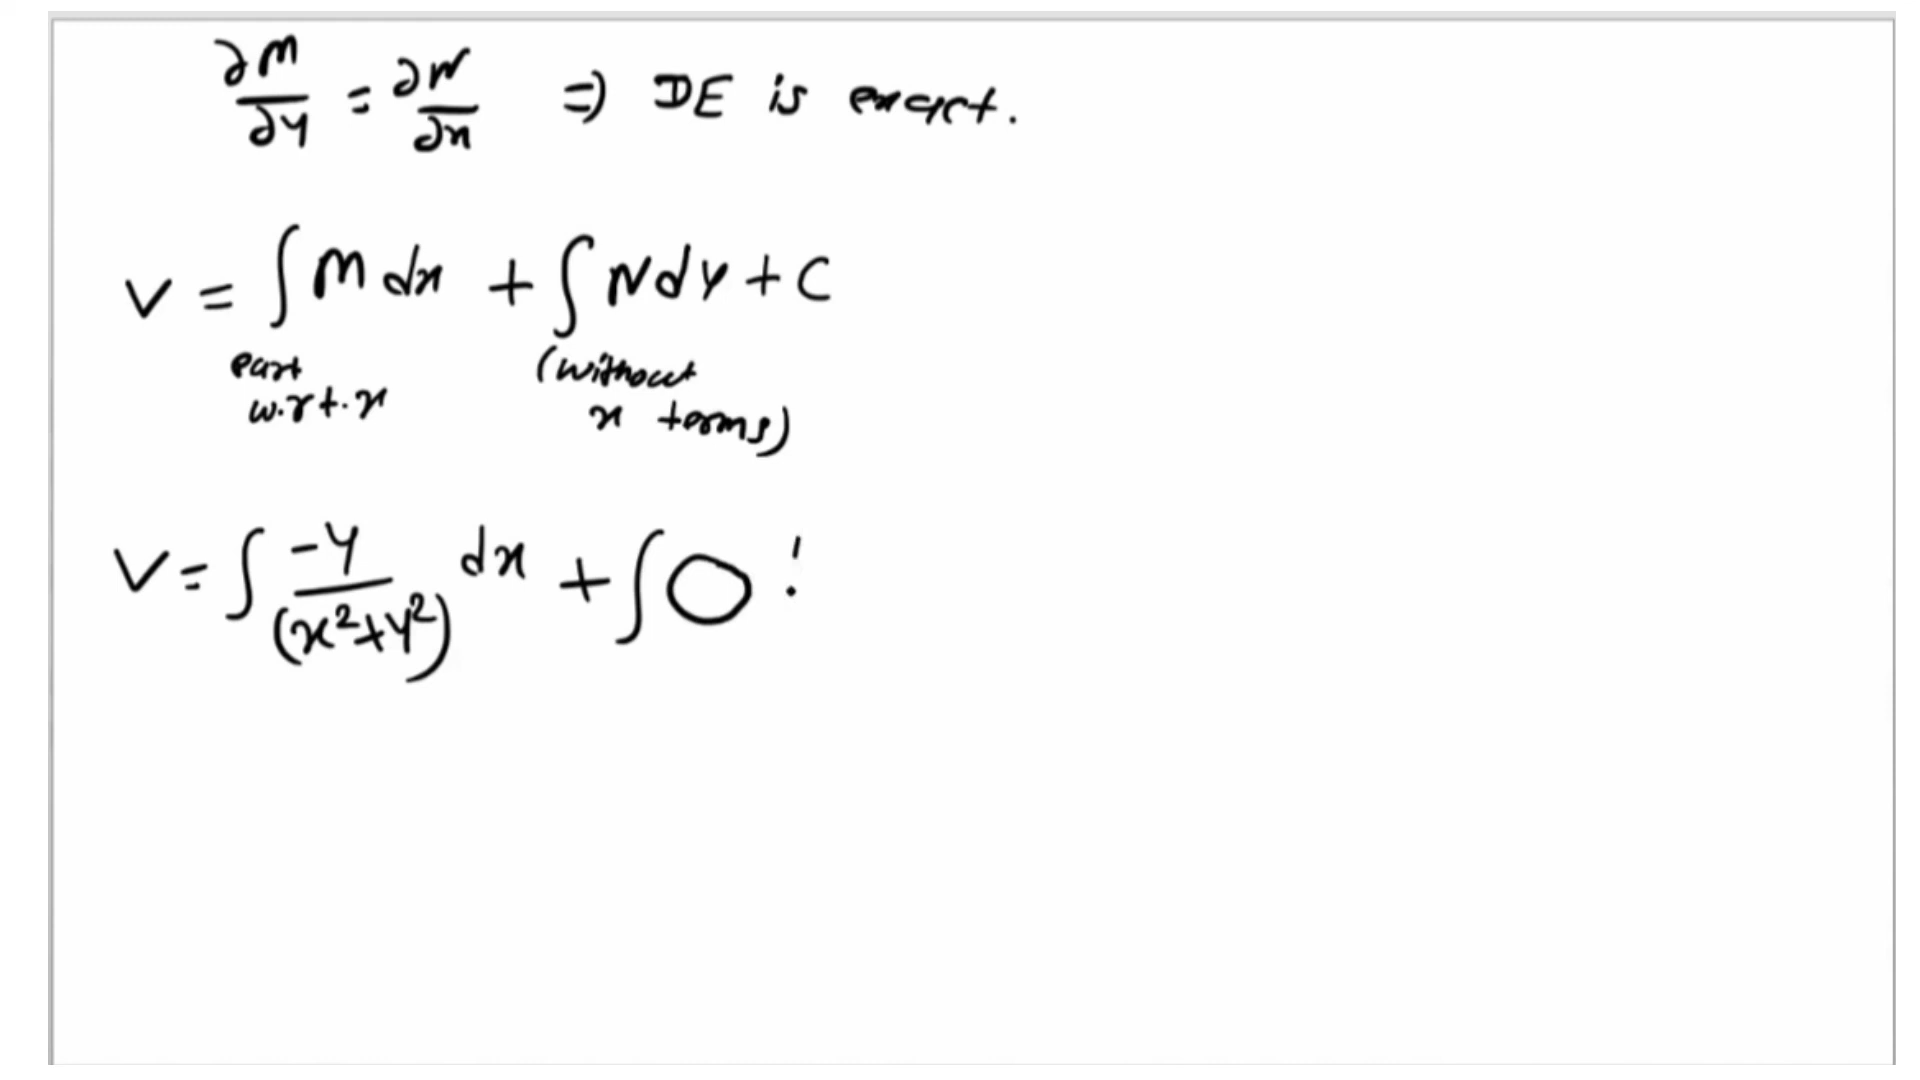 ∂M/∂y = ∂N/∂x ⇒ DE is exact.
V = ∫ M dx + ∫ N dy + C
part (without
w.r.t. x x terms)
V = ∫ -y/(x²+y²) dx + ∫ 0 !